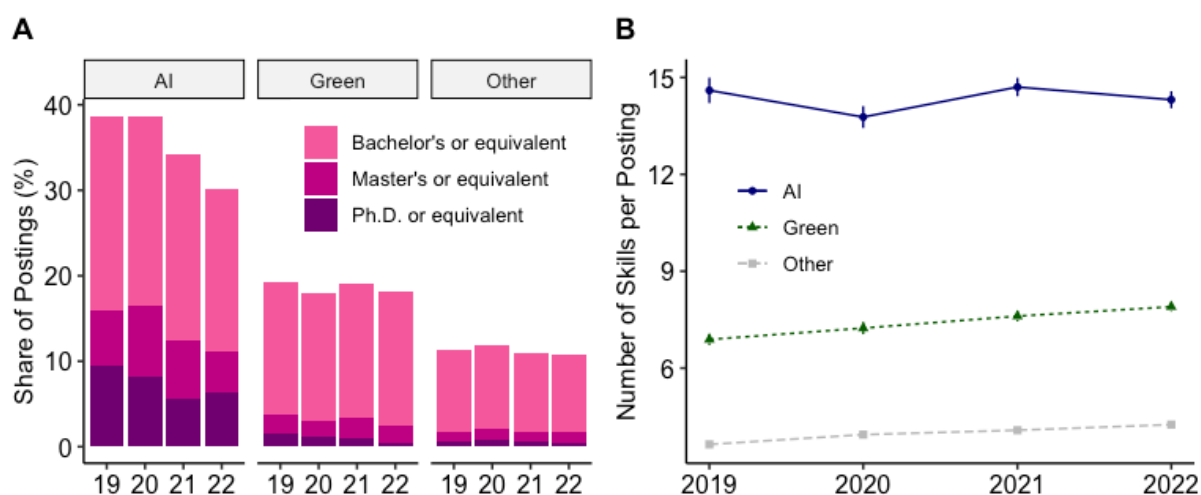 A
AI
Green
Other
Share of Postings (%)
40
30
20
10
0
Bachelor's or equivalent
Master's or equivalent
Ph.D. or equivalent
19 20 21 22
19 20 21 22
19 20 21 22
B
Number of Skills per Posting
15
12
9
6
AI
Green
Other
2019 2020 2021 2022